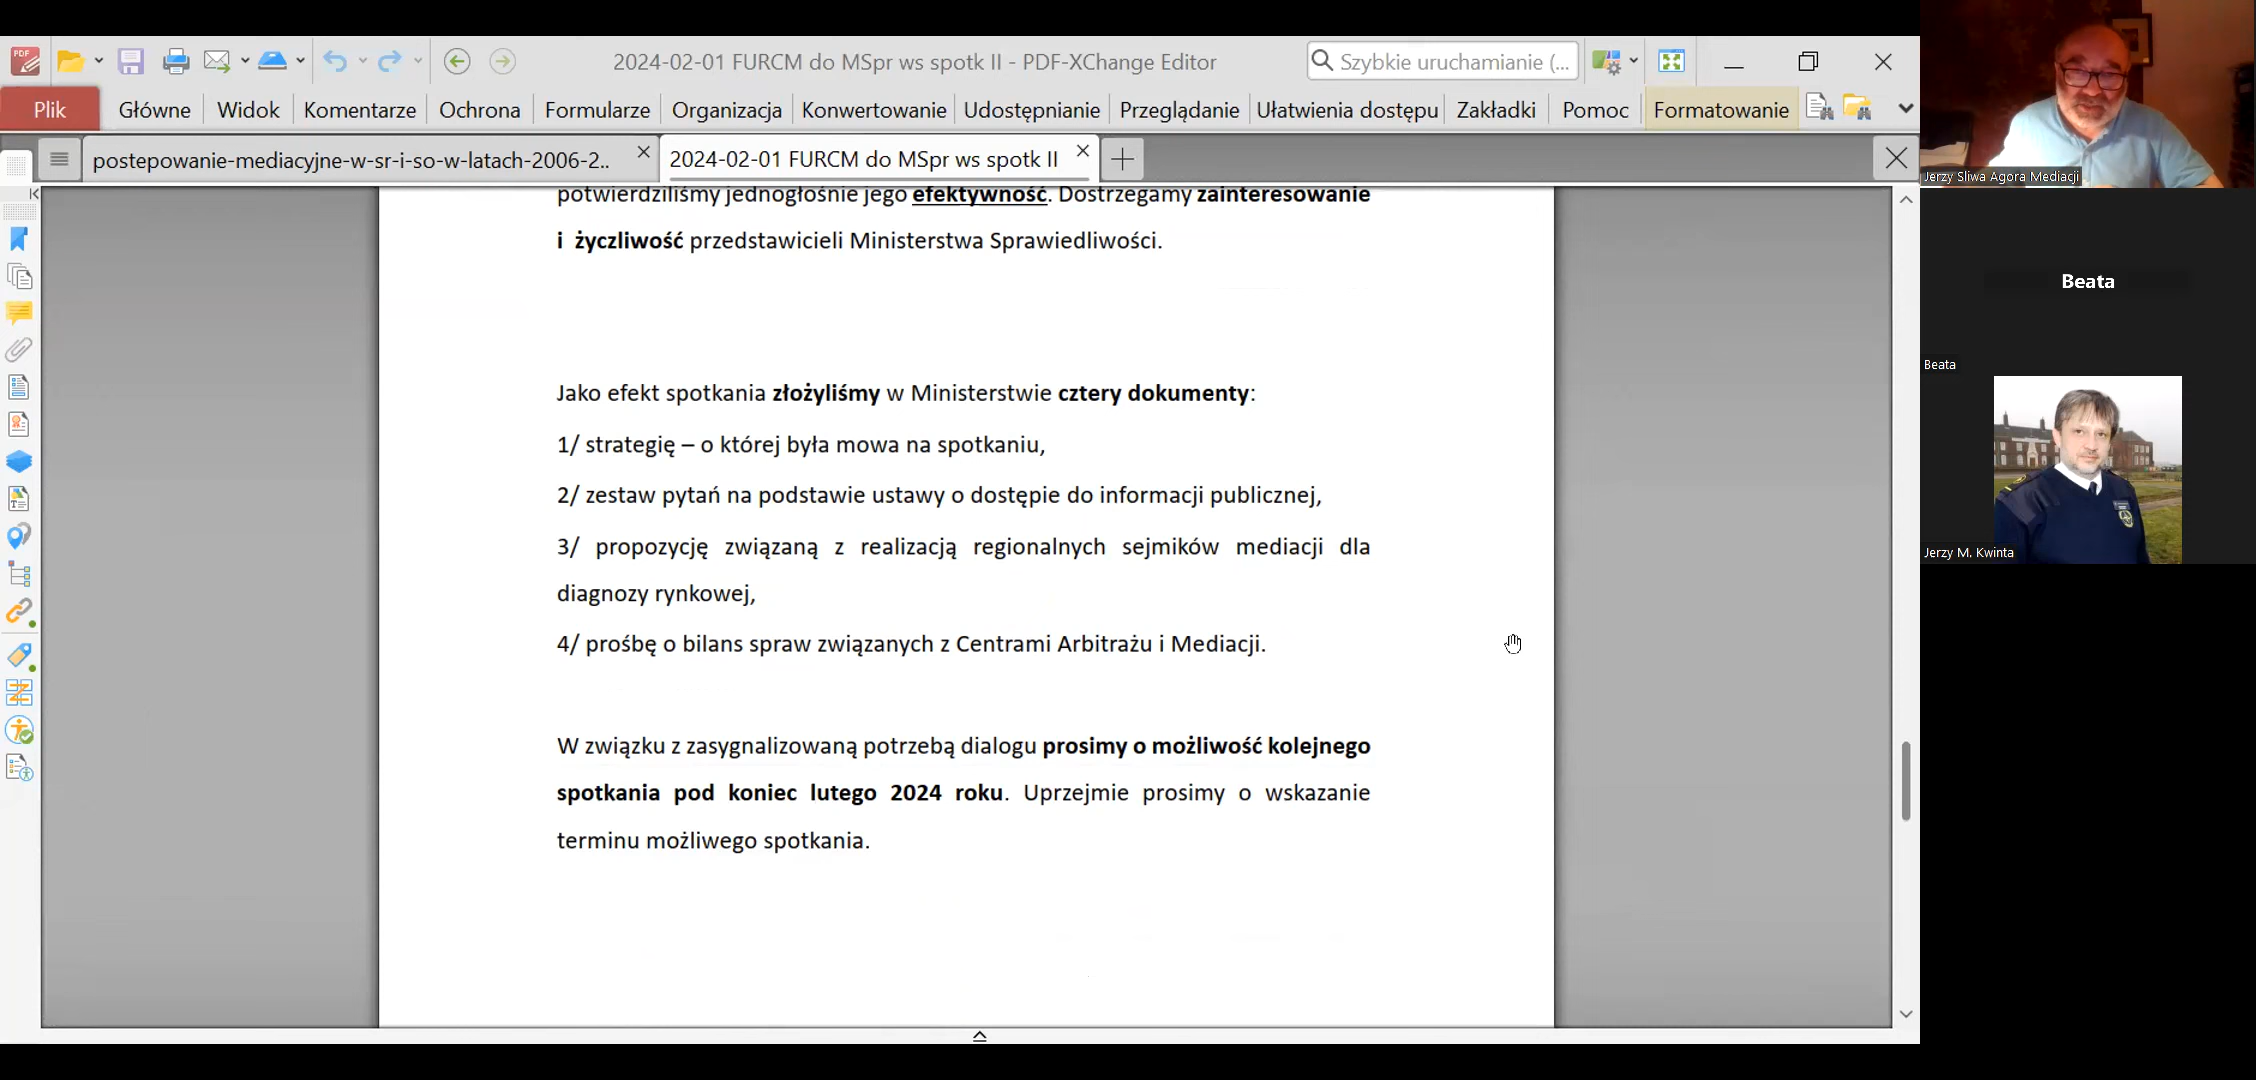 2024-02-01 FURCM do MSpr ws spotk II - PDF-XChange Editor
Szybkie uruchamianie (...
Plik Główne Widok Komentarze Ochrona Formularze Organizacja Konwertowanie Udostępnianie Przeglądanie Ułatwienia dostępu Zakładki Pomoc Formatowanie
postepowanie-mediacyjne-w-sr-i-so-w-latach-2006-2.. 2024-02-01 FURCM do MSpr ws spotk II
potwierdziliśmy jednogłośnie jego efektywność. Dostrzegamy zainteresowanie
i życzliwość przedstawicieli Ministerstwa Sprawiedliwości.
Jako efekt spotkania złożyliśmy w Ministerstwie cztery dokumenty:
1/ strategię – o której była mowa na spotkaniu,
2/ zestaw pytań na podstawie ustawy o dostępie do informacji publicznej,
3/ propozycję związaną z realizacją regionalnych sejmików mediacji dla
diagnozy rynkowej,
4/ prośbę o bilans spraw związanych z Centrami Arbitrażu i Mediacji.
W związku z zasygnalizowaną potrzebą dialogu prosimy o możliwość kolejnego
spotkania pod koniec lutego 2024 roku. Uprzejmie prosimy o wskazanie
terminu możliwego spotkania.
Jerzy Sliwa Agora Mediacji
Beata
Beata
Jerzy M. Kwinta